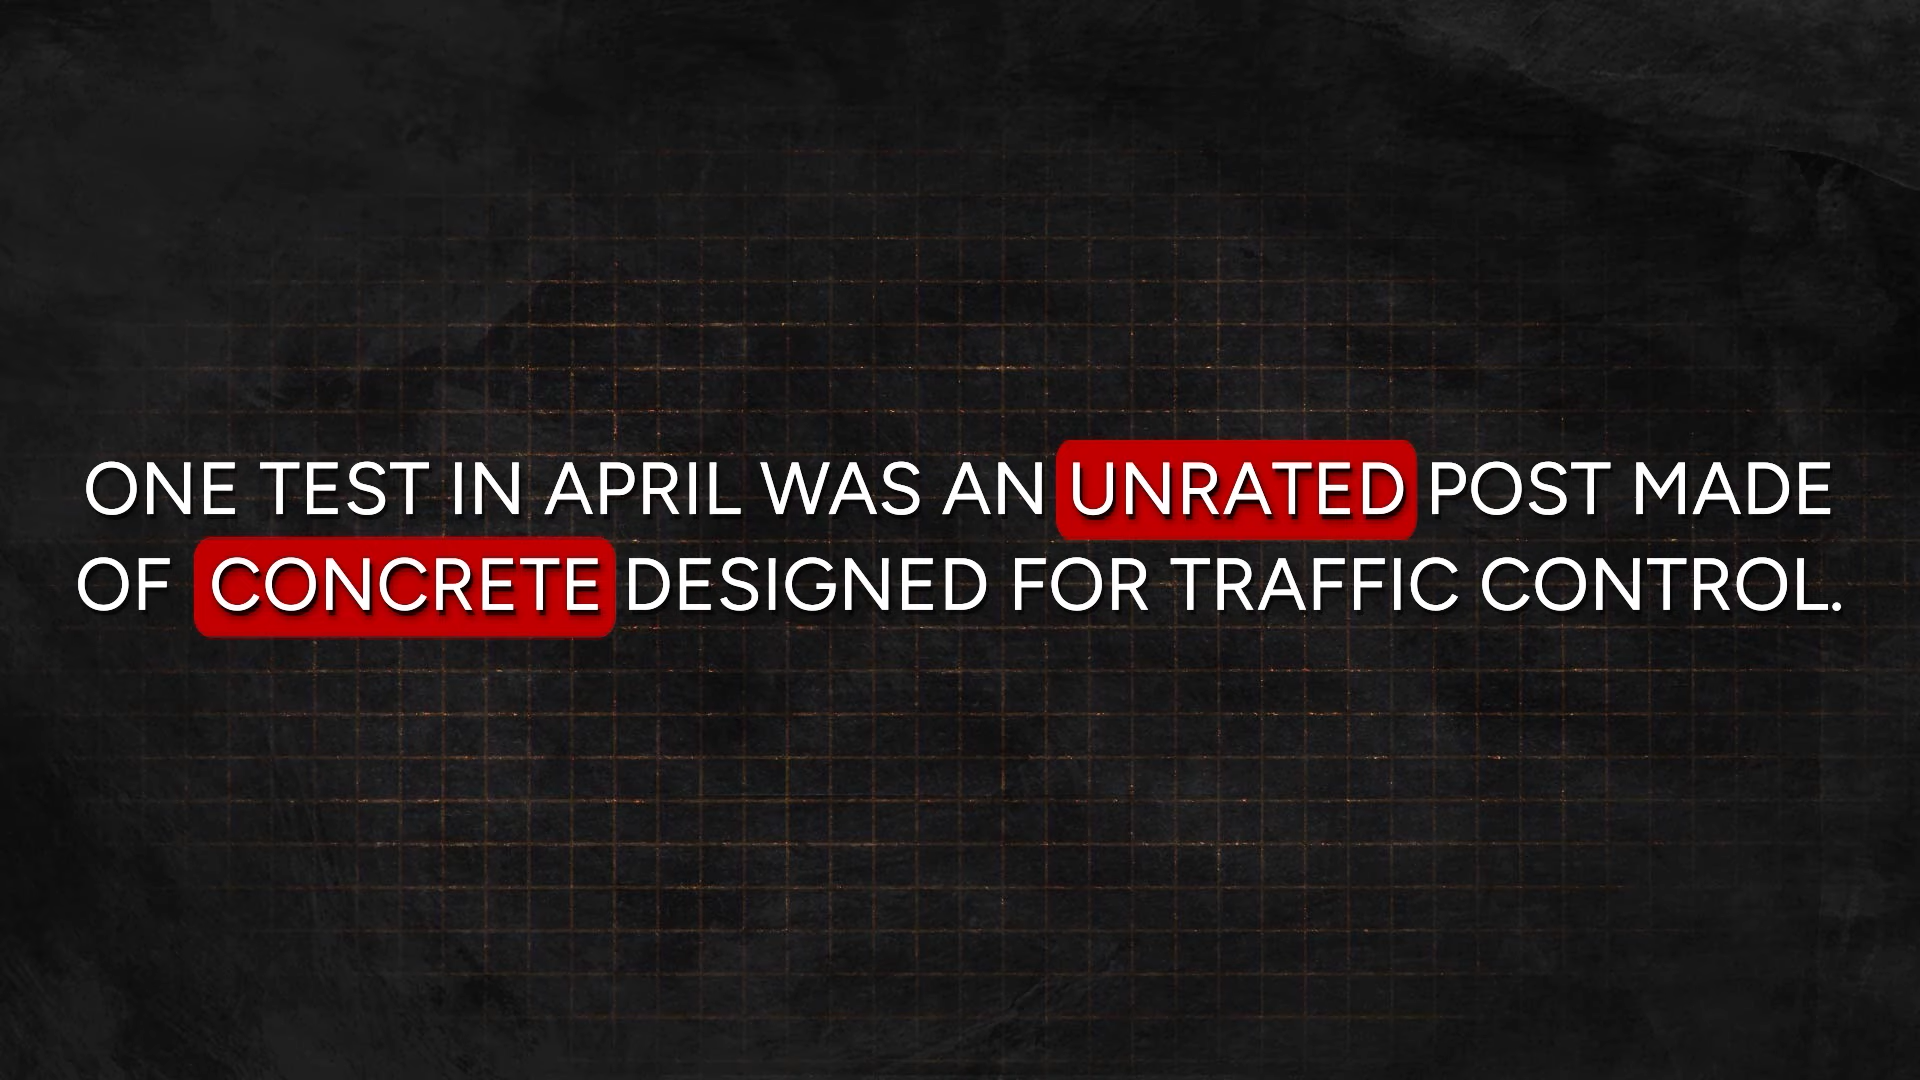 ONE TEST IN APRIL WAS AN UNRATED POST MADE
OF CONCRETE DESIGNED FOR TRAFFIC CONTROL.